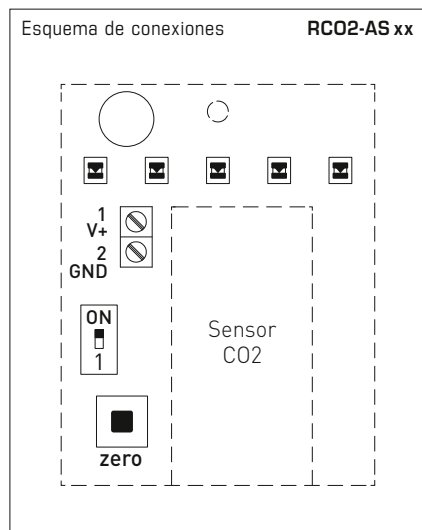 Esquema de conexiones RCO2-AS xx
1
V+
2
GND
ON
1
zero
Sensor
CO2